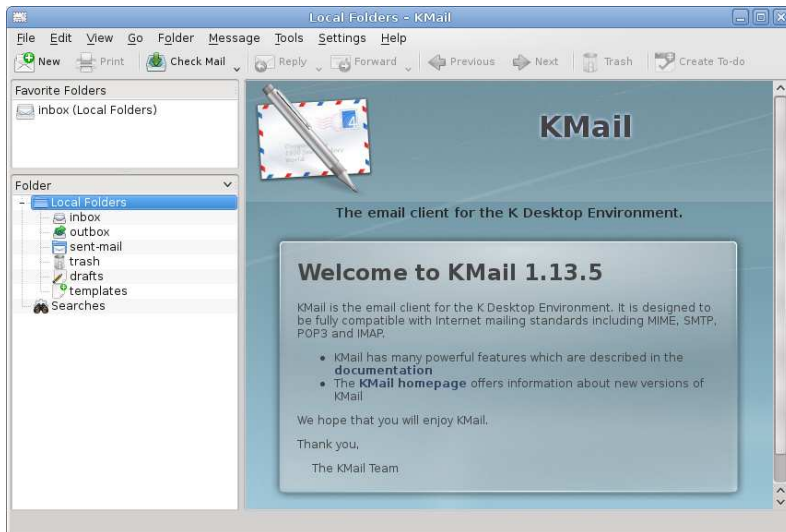 Local Folders – KMail
File Edit View Go Folder Message Tools Settings Help
New Print Check Mail Reply Forward Previous Next Trash Create To-do
Favorite Folders
inbox (Local Folders)
Folder
Local Folders
inbox
outbox
sent-mail
trash
drafts
templates
Searches
KMail
The email client for the K Desktop Environment.
Welcome to KMail 1.13.5
KMail is the email client for the K Desktop Environment. It is designed to
be fully compatible with Internet mailing standards including MIME, SMTP,
POP3 and IMAP.
• KMail has many powerful features which are described in the
documentation
• The KMail homepage offers information about new versions of
KMail
We hope that you will enjoy KMail.
Thank you,
The KMail Team